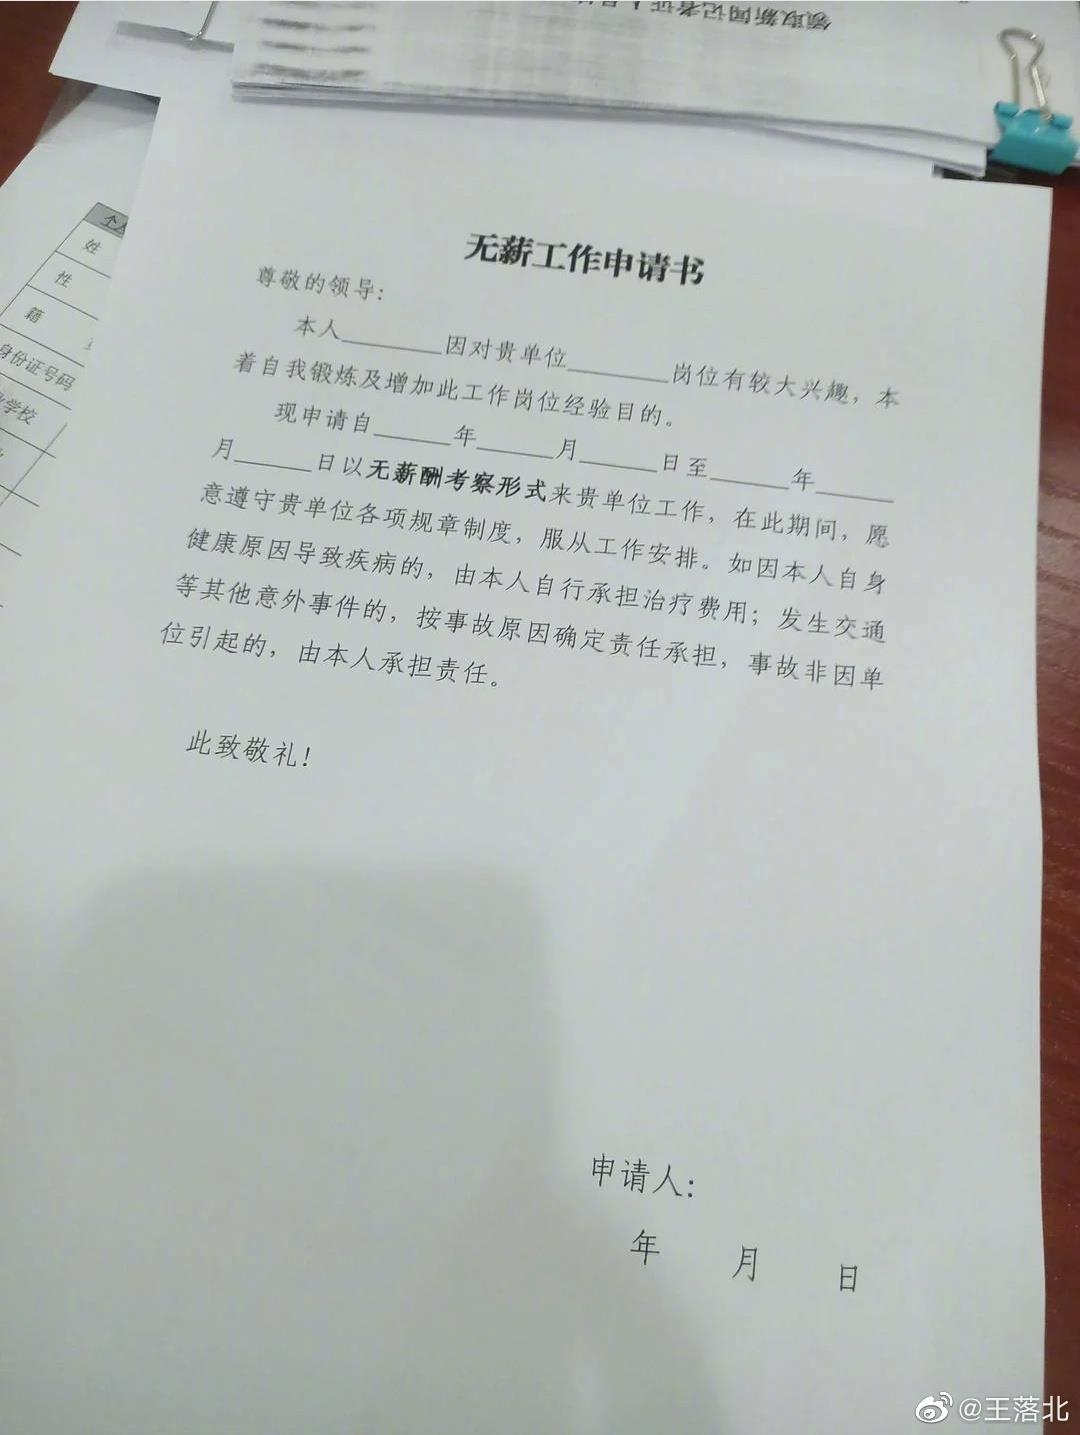 领取新闻记者证人员
个人
姓
性
籍
身份证号码
业学校
无薪工作申请书
尊敬的领导:
本人_______因对贵单位_______岗位有较大兴趣，本
着自我锻炼及增加此工作岗位经验目的。
现申请自_____年_____月_____日至_____年_____
月_____日以无薪酬考察形式来贵单位工作，在此期间，愿
意遵守贵单位各项规章制度，服从工作安排。如因本人自身
健康原因导致疾病的，由本人自行承担治疗费用；发生交通
等其他意外事件的，按事故原因确定责任承担，事故非因单
位引起的，由本人承担责任。
此致敬礼!
申请人:
年 月 日
@王落北